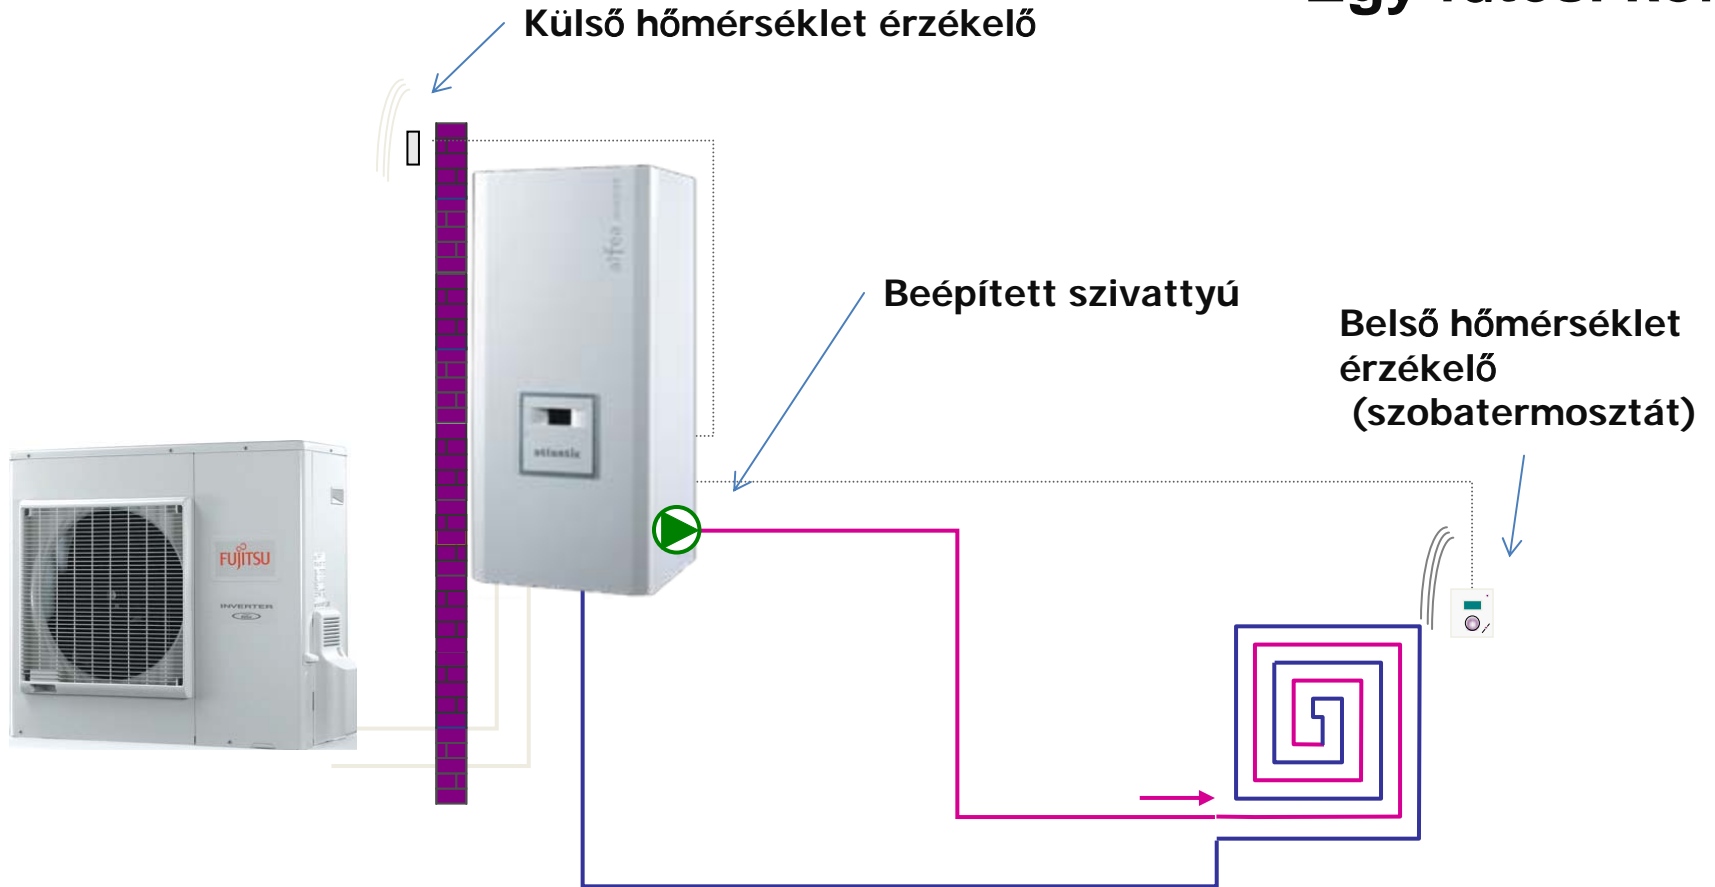 Külső hőmérséklet érzékelő
Beépített szivattyú
Belső hőmérséklet
érzékelő
(szobatermosztát)
alfea
atlantic
FUJITSU
INVERTER